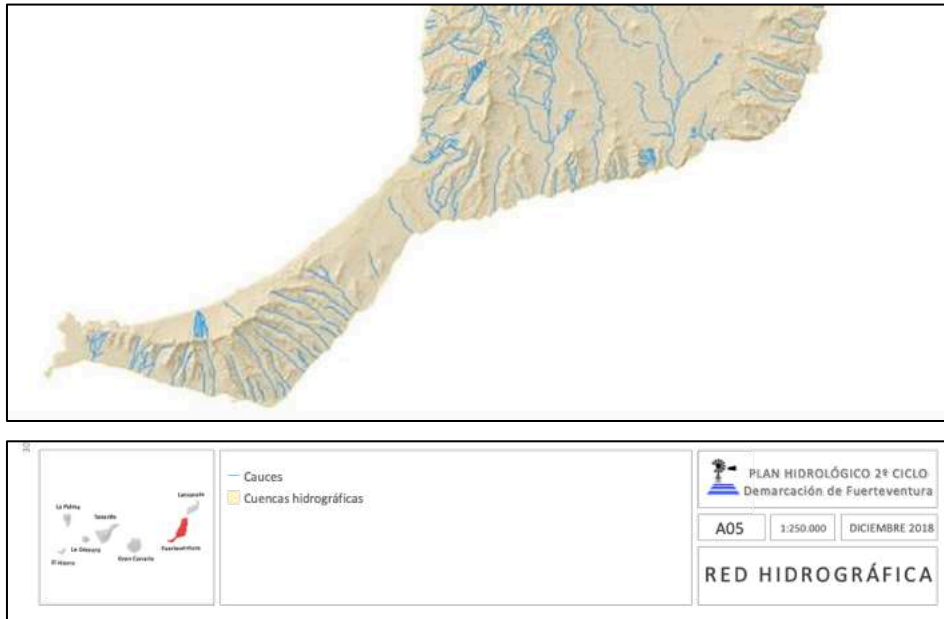 30
Cauces
Cuencas hidrográficas
La Palma
Tenerife
La Gomera
El Hierro
Gran Canaria
Lanzarote
Fuerteventura
PLAN HIDROLÓGICO 2º CICLO
Demarcación de Fuerteventura
A05
1:250.000
DICIEMBRE 2018
RED HIDROGRÁFICA